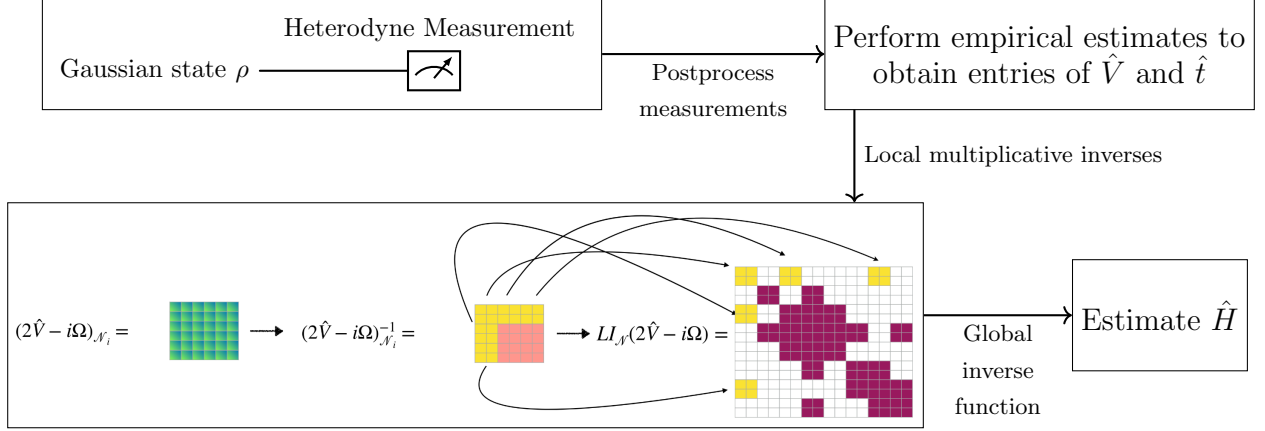 Heterodyne Measurement
Gaussian state ρ
Postprocess
measurements
Perform empirical estimates to
obtain entries of V̂ and t̂
Local multiplicative inverses
(2V̂ − iΩ)_{𝒩_i} =
(2V̂ − iΩ)^{−1}_{𝒩_i} =
LI_𝒩(2V̂ − iΩ) =
Global
inverse
function
Estimate Ĥ